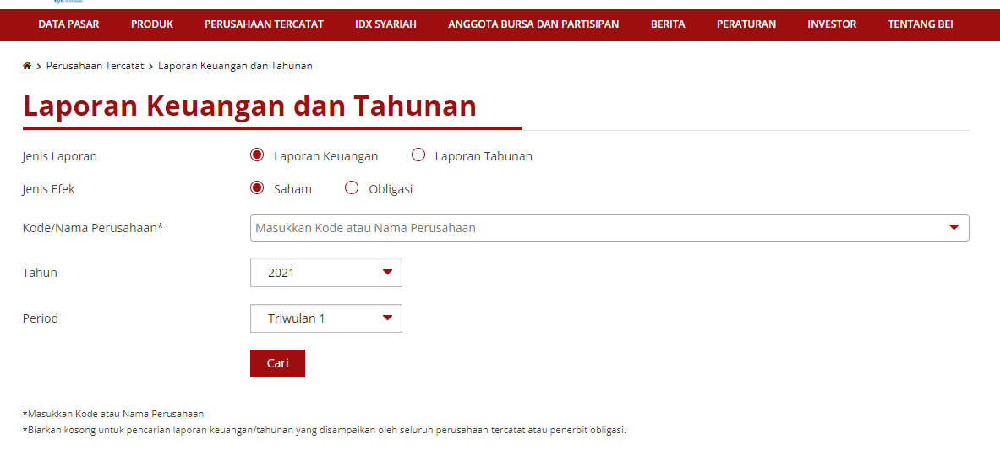 DATA PASAR PRODUK PERUSAHAAN TERCATAT IDX SYARIAH ANGGOTA BURSA DAN PARTISIPAN BERITA PERATURAN INVESTOR TENTANG BEI
Perusahaan Tercatat > Laporan Keuangan dan Tahunan
Laporan Keuangan dan Tahunan
Jenis Laporan Laporan Keuangan Laporan Tahunan
Jenis Efek Saham Obligasi
Kode/Nama Perusahaan* Masukkan Kode atau Nama Perusahaan
Tahun 2021
Period Triwulan 1
Cari
*Masukkan Kode atau Nama Perusahaan
*Biarkan kosong untuk pencarian laporan keuangan/tahunan yang disampaikan oleh seluruh perusahaan tercatat atau penerbit obligasi.